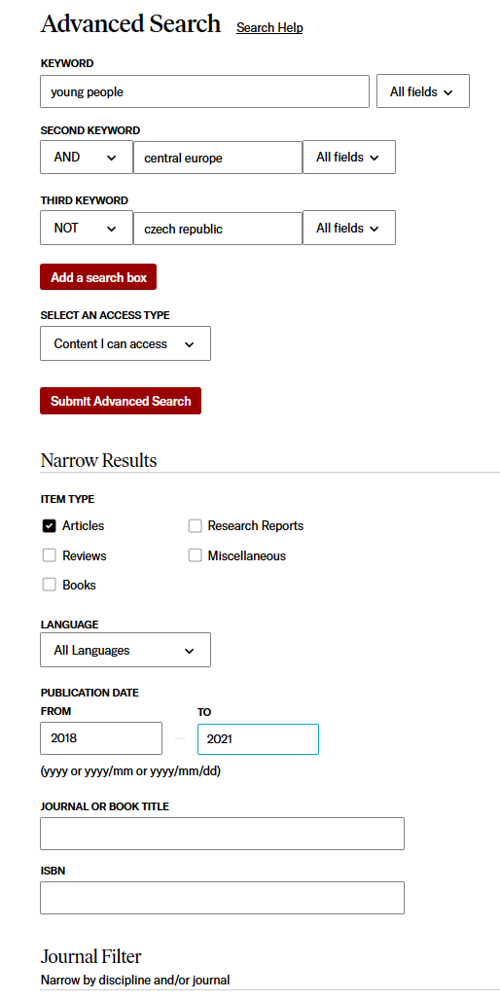 Advanced Search Search Help
KEYWORD
young people All fields
SECOND KEYWORD
AND central europe All fields
THIRD KEYWORD
NOT czech republic All fields
Add a search box
SELECT AN ACCESS TYPE
Content I can access
Submit Advanced Search
Narrow Results
ITEM TYPE
Articles Research Reports
Reviews Miscellaneous
Books
LANGUAGE
All Languages
PUBLICATION DATE
FROM TO
2018 — 2021
(yyyy or yyyy/mm or yyyy/mm/dd)
JOURNAL OR BOOK TITLE
ISBN
Journal Filter
Narrow by discipline and/or journal